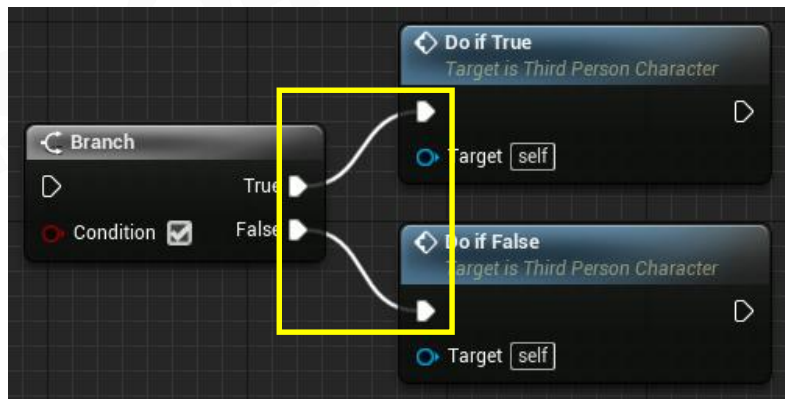 Do if True
Target is Third Person Character
Target self
Branch
True
Condition False
Do if False
Target is Third Person Character
Target self